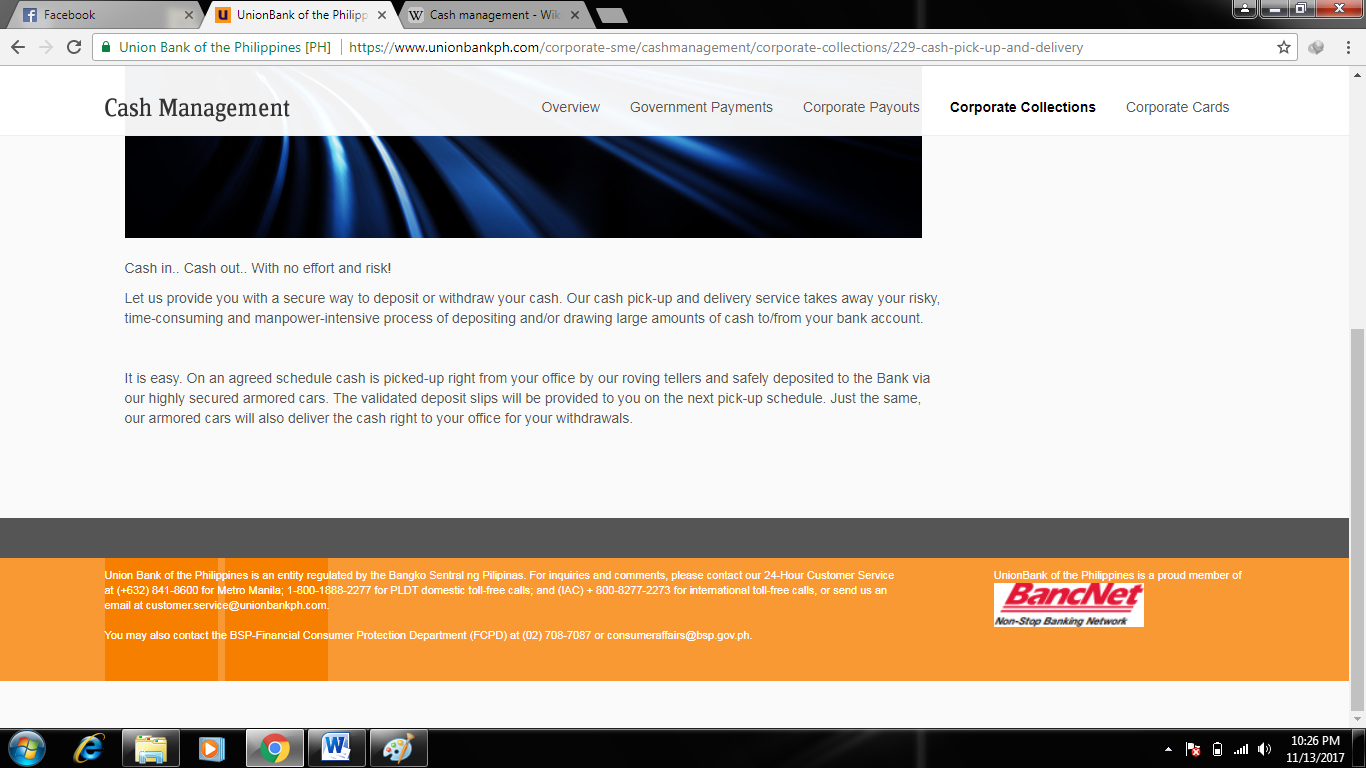 Facebook
UnionBank of the Philipp
Cash management - Wik
Union Bank of the Philippines [PH]
https://www.unionbankph.com/corporate-sme/cashmanagement/corporate-collections/229-cash-pick-up-and-delivery
Cash Management
Overview
Government Payments
Corporate Payouts
Corporate Collections
Corporate Cards
Cash in.. Cash out.. With no effort and risk!
Let us provide you with a secure way to deposit or withdraw your cash. Our cash pick-up and delivery service takes away your risky,
time-consuming and manpower-intensive process of depositing and/or drawing large amounts of cash to/from your bank account.
It is easy. On an agreed schedule cash is picked-up right from your office by our roving tellers and safely deposited to the Bank via
our highly secured armored cars. The validated deposit slips will be provided to you on the next pick-up schedule. Just the same,
our armored cars will also deliver the cash right to your office for your withdrawals.
Union Bank of the Philippines is an entity regulated by the Bangko Sentral ng Pilipinas. For inquiries and comments, please contact our 24-Hour Customer Service
at (+632) 841-8600 for Metro Manila; 1-800-1888-2277 for PLDT domestic toll-free calls; and (IAC) + 800-8277-2273 for international toll-free calls, or send us an
email at customer.service@unionbankph.com.
You may also contact the BSP-Financial Consumer Protection Department (FCPD) at (02) 708-7087 or consumeraffairs@bsp.gov.ph.
UnionBank of the Philippines is a proud member of
BancNet
Non-Stop Banking Network
10:26 PM
11/13/2017